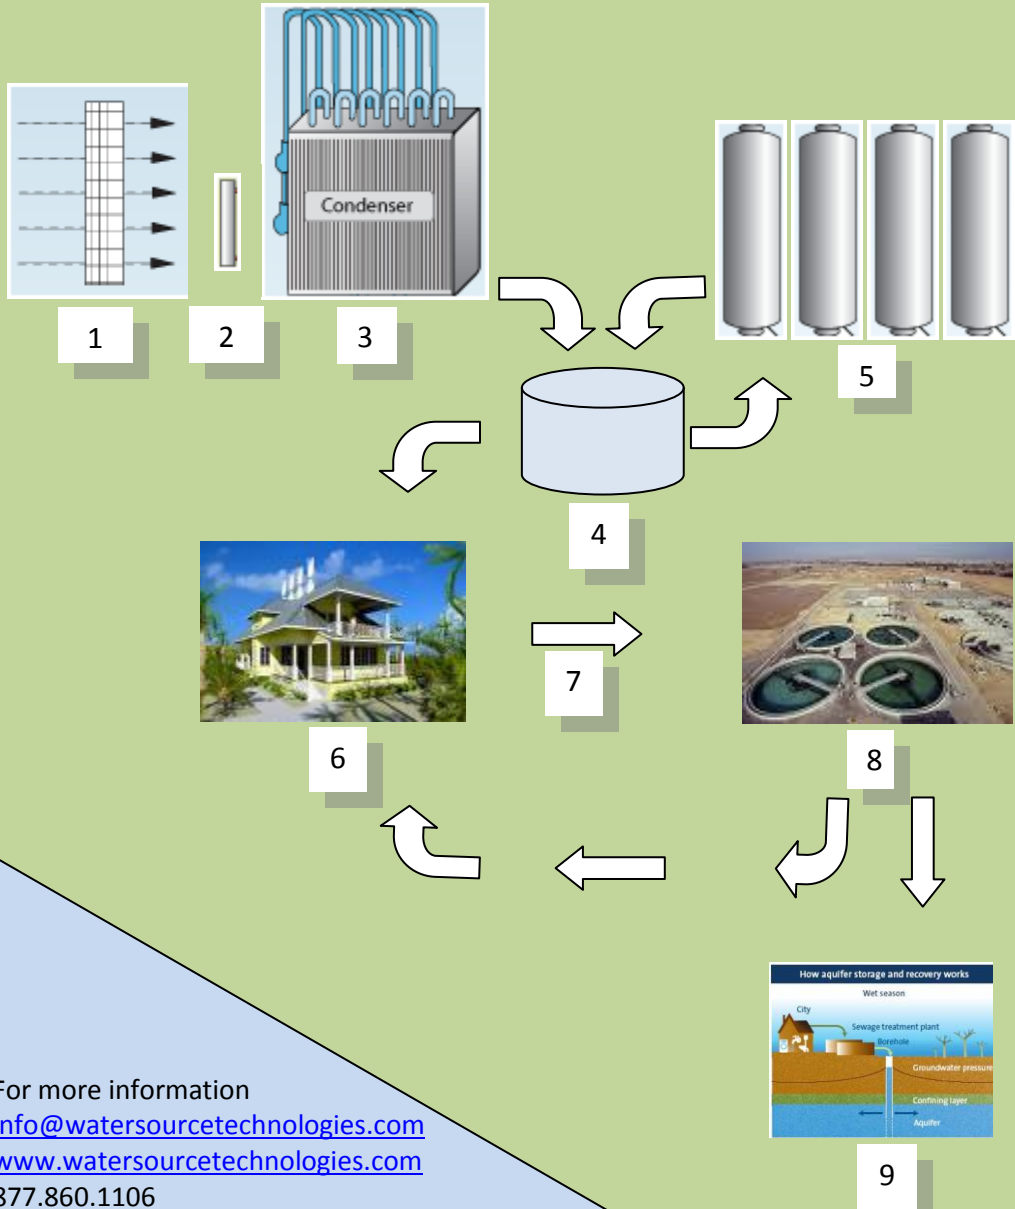 Condenser
1
2
3
5
4
7
6
8
How aquifer storage and recovery works
Wet season
City
Sewage treatment plant
Borehole
Groundwater pressure
Confining layer
Aquifer
9
For more information
info@watersourcetechnologies.com
www.watersourcetechnologies.com
877.860.1106